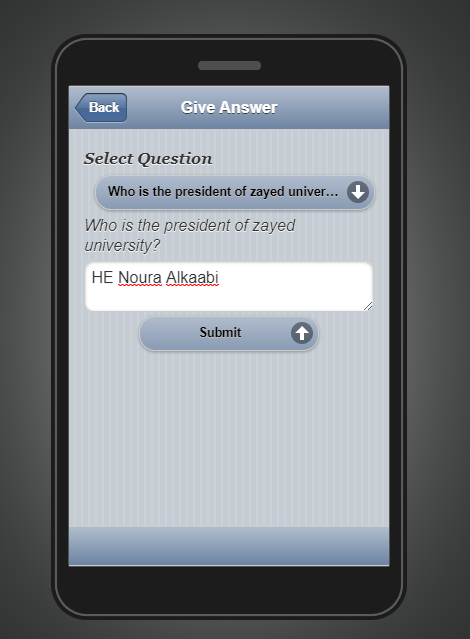 Back
Give Answer
Select Question
Who is the president of zayed univer...
Who is the president of zayed
university?
HE Noura Alkaabi
Submit